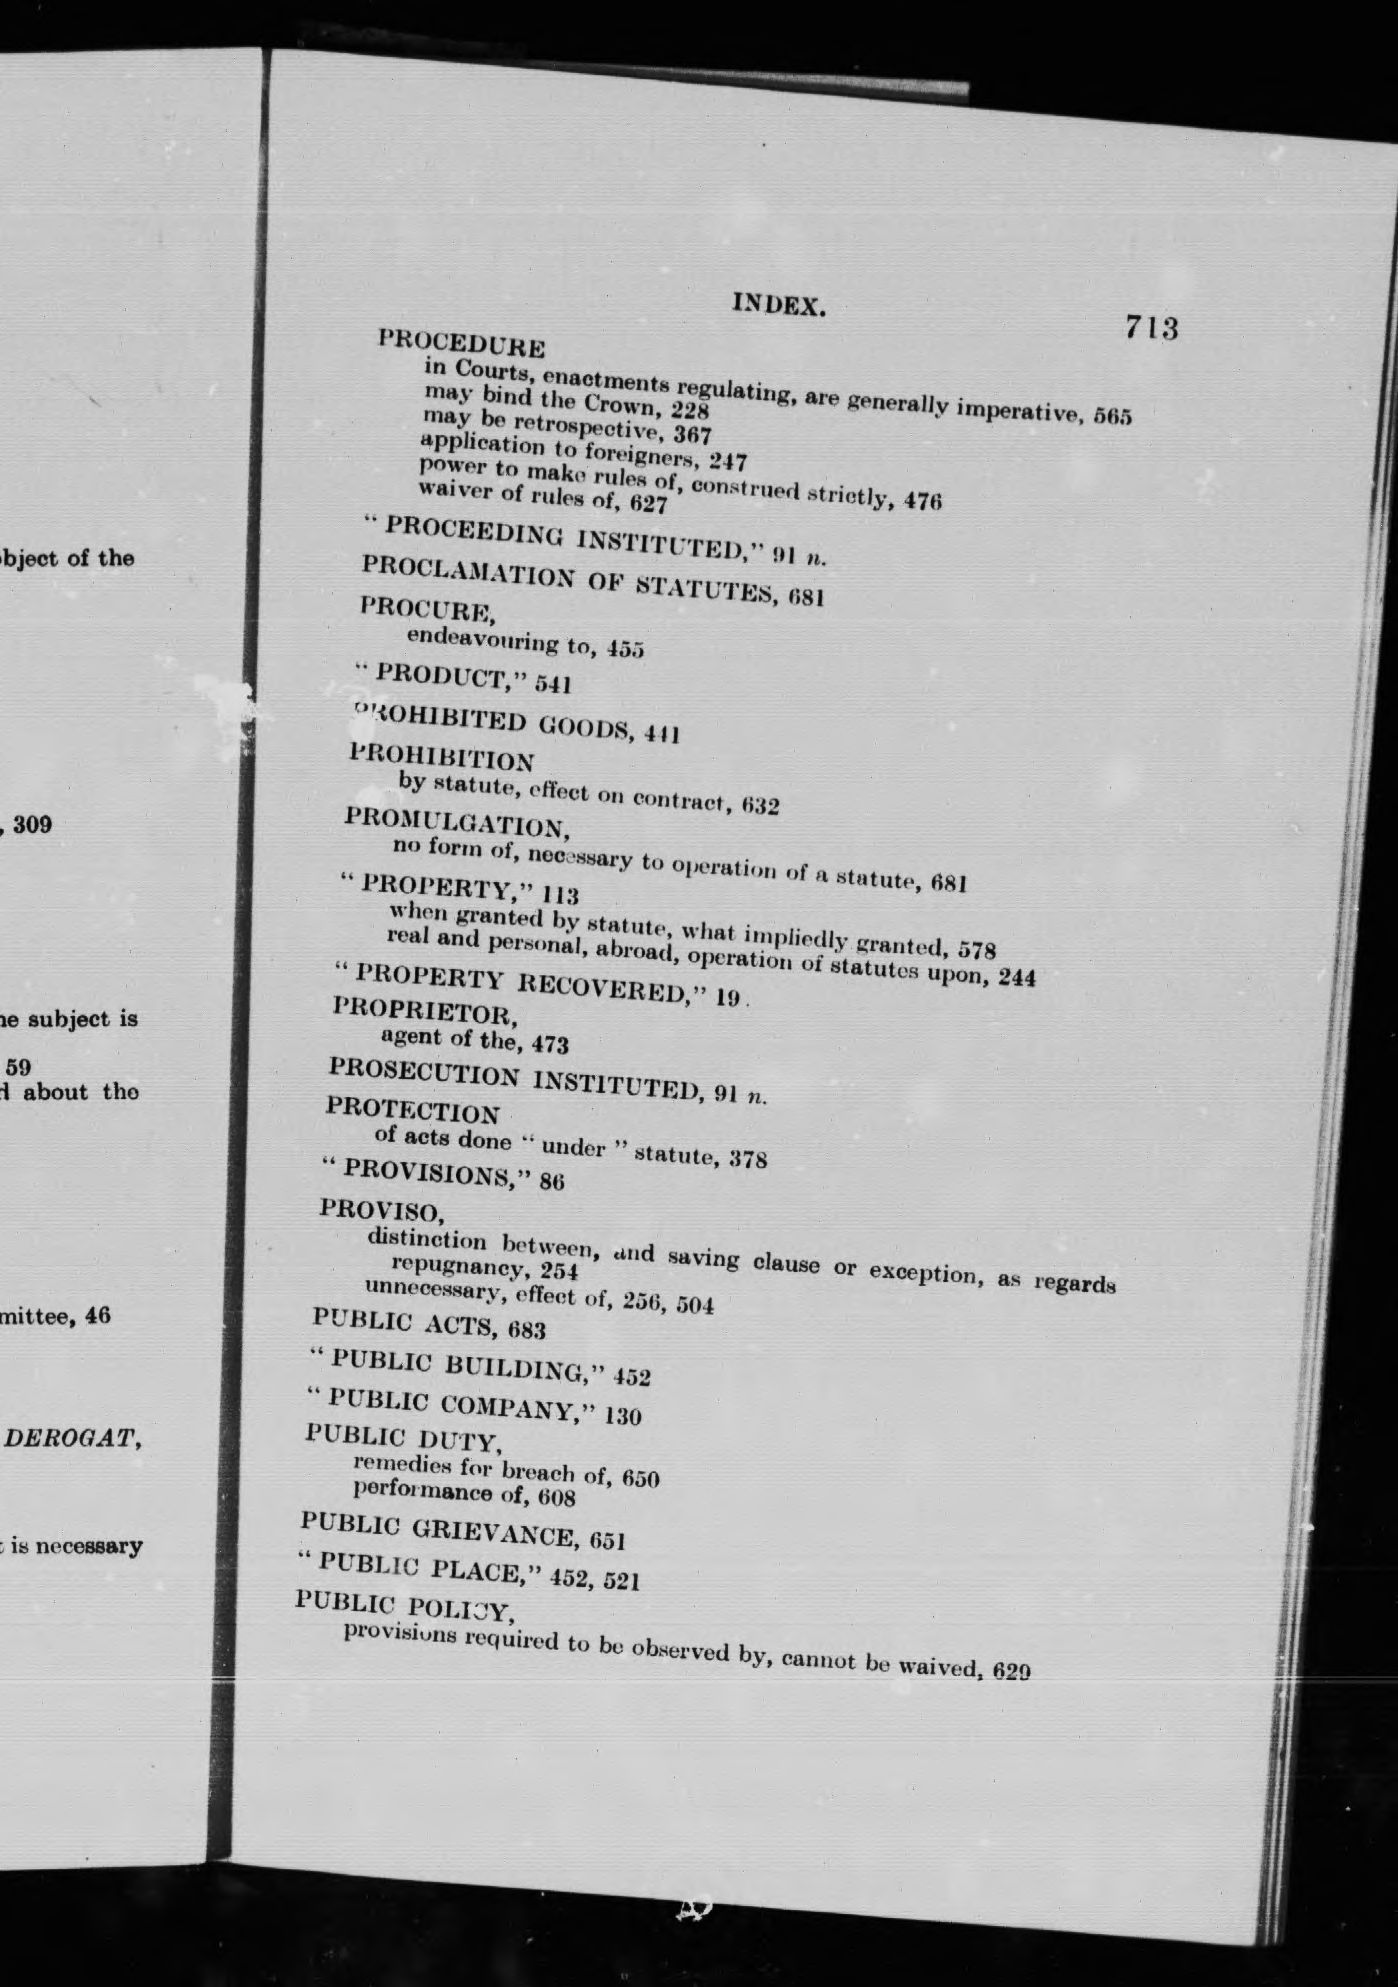 bject of the
, 309
e subject is
59
about the
mittee, 46
DEROGAT,
is necessary
INDEX.
713
PROCEDURE
in Courts, enactments regulating, are generally imperative, 565
may bind the Crown, 228
may be retrospective, 367
application to foreigners, 247
power to make rules of, construed strictly, 476
waiver of rules of, 627
“ PROCEEDING INSTITUTED,” 91 n.
PROCLAMATION OF STATUTES, 681
PROCURE,
endeavouring to, 455
“ PRODUCT,” 541
PROHIBITED GOODS, 441
PROHIBITION
by statute, effect on contract, 632
PROMULGATION,
no form of, necessary to operation of a statute, 681
“ PROPERTY,” 113
when granted by statute, what impliedly granted, 578
real and personal, abroad, operation of statutes upon, 244
“ PROPERTY RECOVERED,” 19
PROPRIETOR,
agent of the, 473
PROSECUTION INSTITUTED, 91 n.
PROTECTION
of acts done “ under ” statute, 378
“ PROVISIONS,” 86
PROVISO,
distinction between, and saving clause or exception, as regards
repugnancy, 254
unnecessary, effect of, 256, 504
PUBLIC ACTS, 683
“ PUBLIC BUILDING,” 452
“ PUBLIC COMPANY,” 130
PUBLIC DUTY,
remedies for breach of, 650
performance of, 608
PUBLIC GRIEVANCE, 651
“ PUBLIC PLACE,” 452, 521
PUBLIC POLICY,
provisions required to be observed by, cannot be waived, 629